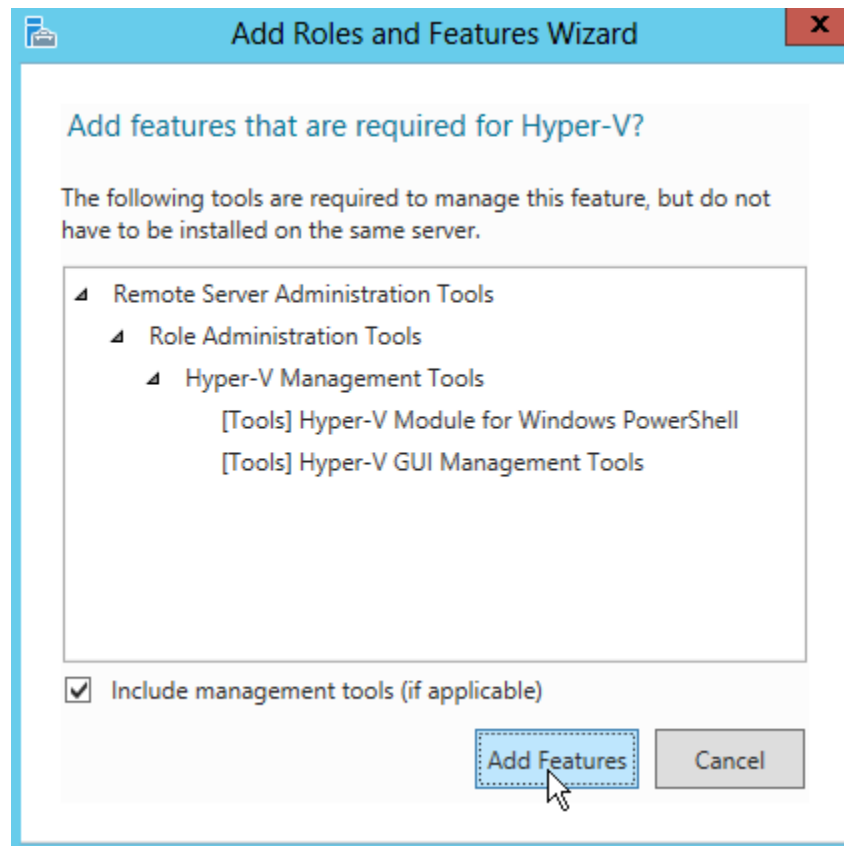 Add Roles and Features Wizard
x
Add features that are required for Hyper-V?
The following tools are required to manage this feature, but do not
have to be installed on the same server.
Remote Server Administration Tools
Role Administration Tools
Hyper-V Management Tools
[Tools] Hyper-V Module for Windows PowerShell
[Tools] Hyper-V GUI Management Tools
Include management tools (if applicable)
Add Features Cancel